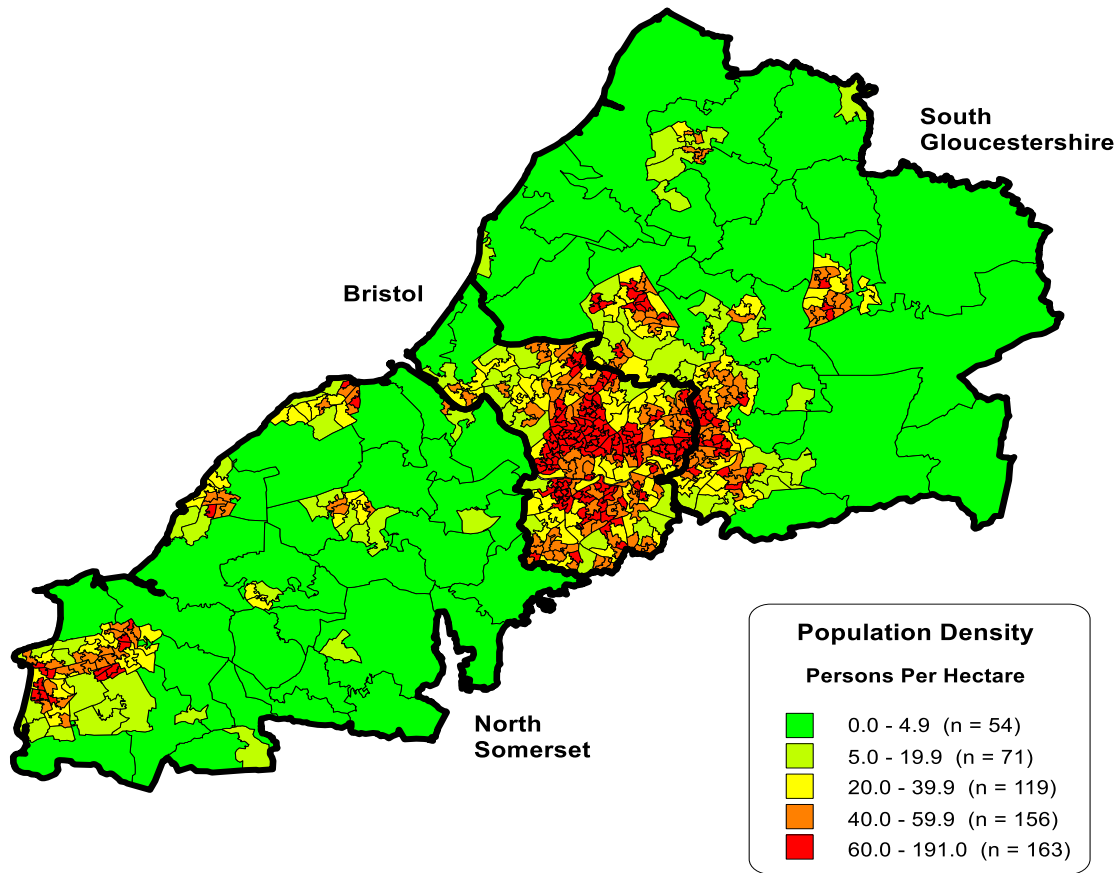 South
Gloucestershire
Bristol
North
Somerset
Population Density
Persons Per Hectare
0.0 - 4.9 (n = 54)
5.0 - 19.9 (n = 71)
20.0 - 39.9 (n = 119)
40.0 - 59.9 (n = 156)
60.0 - 191.0 (n = 163)